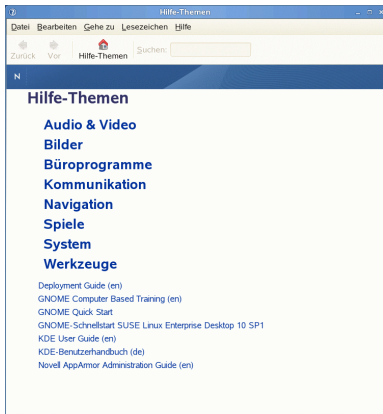 Hilfe-Themen
Datei Bearbeiten Gehe zu Lesezeichen Hilfe
Zurück Vor Hilfe-Themen Suchen:
N
Hilfe-Themen
Audio & Video
Bilder
Büroprogramme
Kommunikation
Navigation
Spiele
System
Werkzeuge
Deployment Guide (en)
GNOME Computer Based Training (en)
GNOME Quick Start
GNOME-Schnellstart SUSE Linux Enterprise Desktop 10 SP1
KDE User Guide (en)
KDE-Benutzerhandbuch (de)
Novell AppArmor Administration Guide (en)